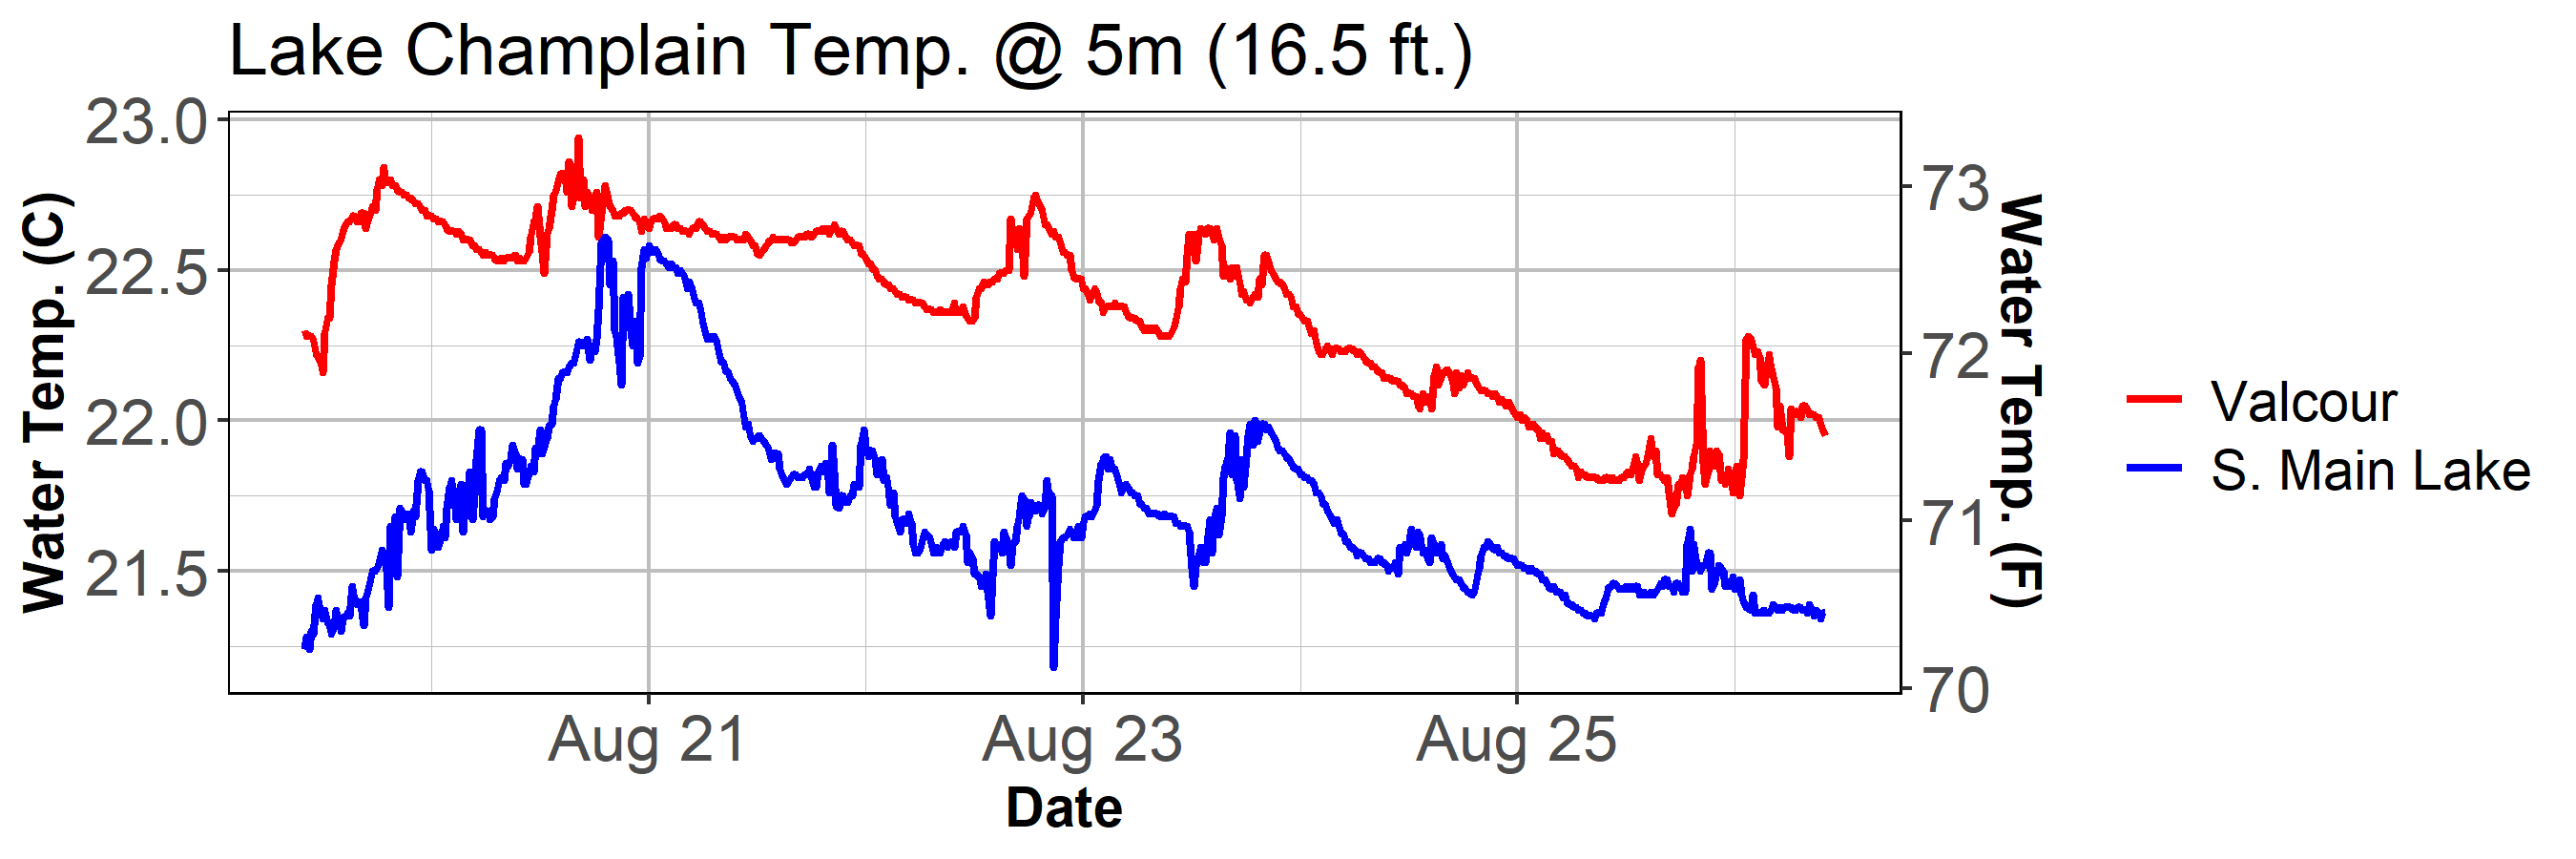 Lake Champlain Temp. @ 5m (16.5 ft.)
Water Temp. (C)
23.0
22.5
22.0
21.5
73
72
71
70
Water Temp. (F)
Aug 21 Aug 23 Aug 25
Date
Valcour
S. Main Lake